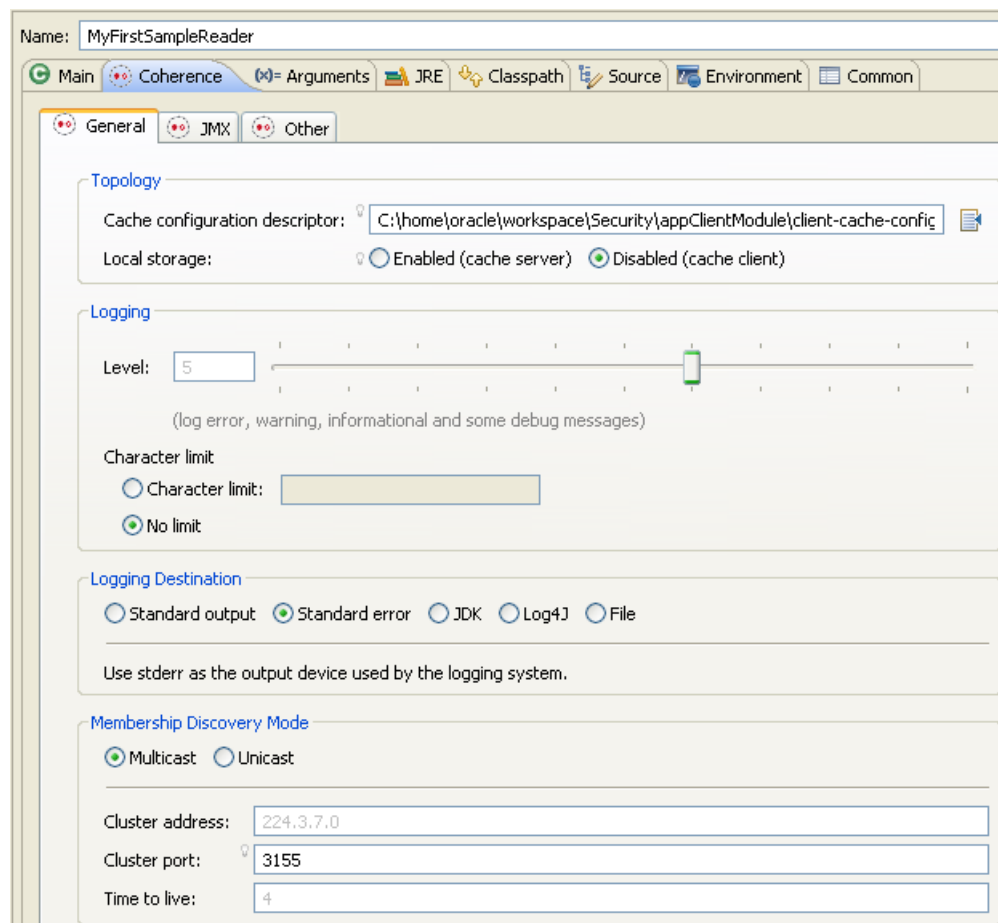 Name: MyFirstSampleReader
Main Coherence (x)= Arguments JRE Classpath Source Environment Common
General JMX Other
Topology
Cache configuration descriptor: C:\home\oracle\workspace\Security\appClientModule\client-cache-config
Local storage: Enabled (cache server) Disabled (cache client)
Logging
Level: 5
(log error, warning, informational and some debug messages)
Character limit
Character limit:
No limit
Logging Destination
Standard output Standard error JDK Log4J File
Use stderr as the output device used by the logging system.
Membership Discovery Mode
Multicast Unicast
Cluster address: 224.3.7.0
Cluster port: 3155
Time to live: 4